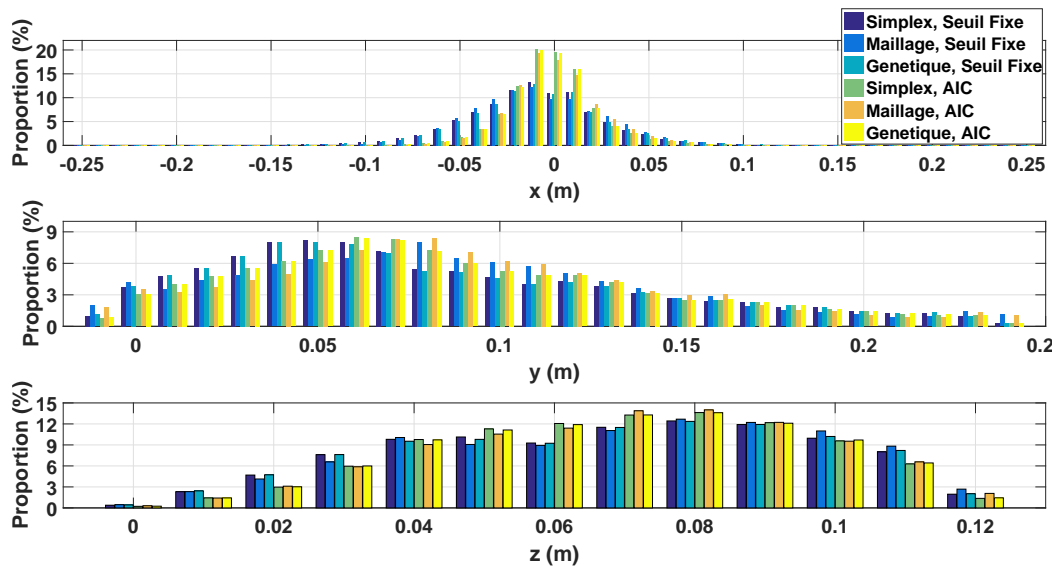 Simplex, Seuil Fixe
Maillage, Seuil Fixe
Genetique, Seuil Fixe
Simplex, AIC
Maillage, AIC
Genetique, AIC
Proportion (%)
20
15
10
5
0
-0.25 -0.2 -0.15 -0.1 -0.05 0 0.05 0.1 0.15 0.2 0.25
x (m)
Proportion (%)
9
6
3
0
0 0.05 0.1 0.15 0.2 0.2
y (m)
Proportion (%)
15
12
9
6
3
0
0 0.02 0.04 0.06 0.08 0.1 0.12
z (m)